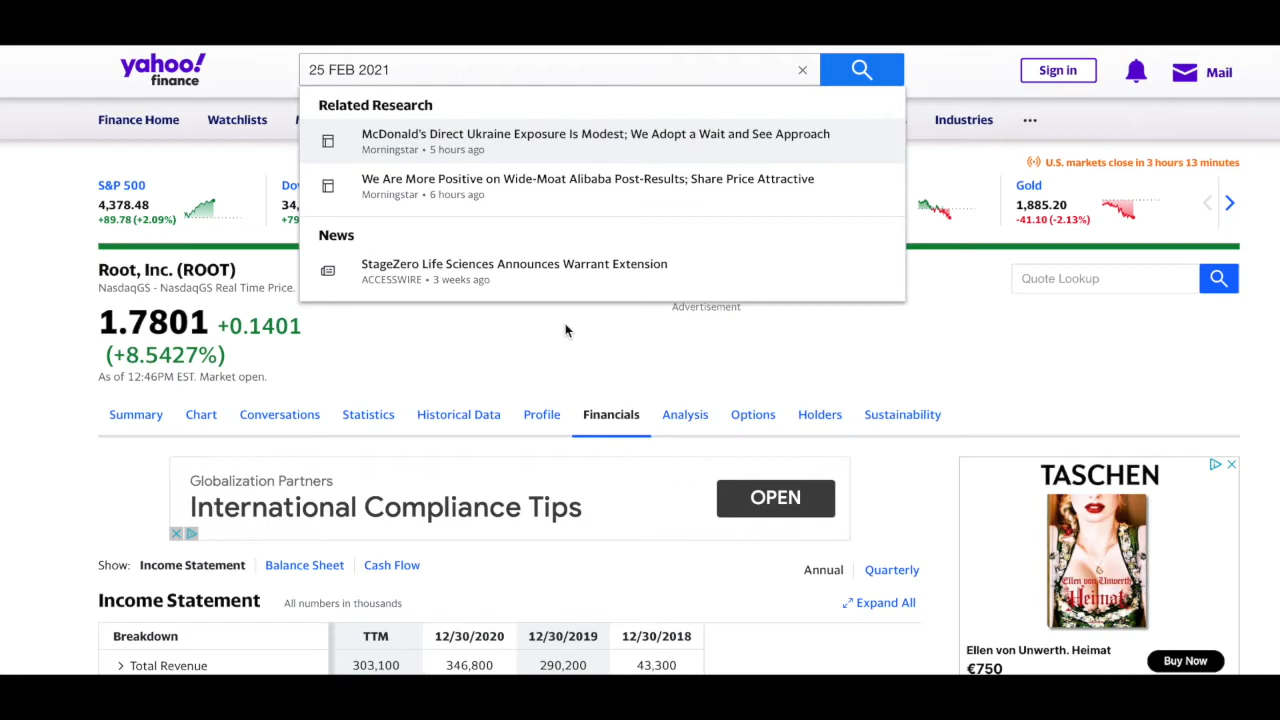 yahoo!
finance
25 FEB 2021
Sign in
Mail
Related Research
McDonald's Direct Ukraine Exposure Is Modest; We Adopt a Wait and See Approach
Morningstar • 5 hours ago
We Are More Positive on Wide-Moat Alibaba Post-Results; Share Price Attractive
Morningstar • 6 hours ago
News
StageZero Life Sciences Announces Warrant Extension
ACCESSWIRE • 3 weeks ago
Finance Home
Watchlists
Industries
U.S. markets close in 3 hours 13 minutes
S&P 500
4,378.48
+89.78 (+2.09%)
34,
+79
Gold
1,885.20
-41.10 (-2.13%)
Root, Inc. (ROOT)
NasdaqGS - NasdaqGS Real Time Price.
Quote Lookup
1.7801 +0.1401
(+8.5427%)
As of 12:46PM EST. Market open.
Advertisement
Summary Chart Conversations Statistics Historical Data Profile Financials Analysis Options Holders Sustainability
Globalization Partners
International Compliance Tips
OPEN
TASCHEN
Ellen von Unwerth
Heimat
Ellen von Unwerth. Heimat
€750
Buy Now
Show: Income Statement Balance Sheet Cash Flow
Annual Quarterly
Income Statement All numbers in thousands
Expand All
Breakdown TTM 12/30/2020 12/30/2019 12/30/2018
Total Revenue 303,100 346,800 290,200 43,300